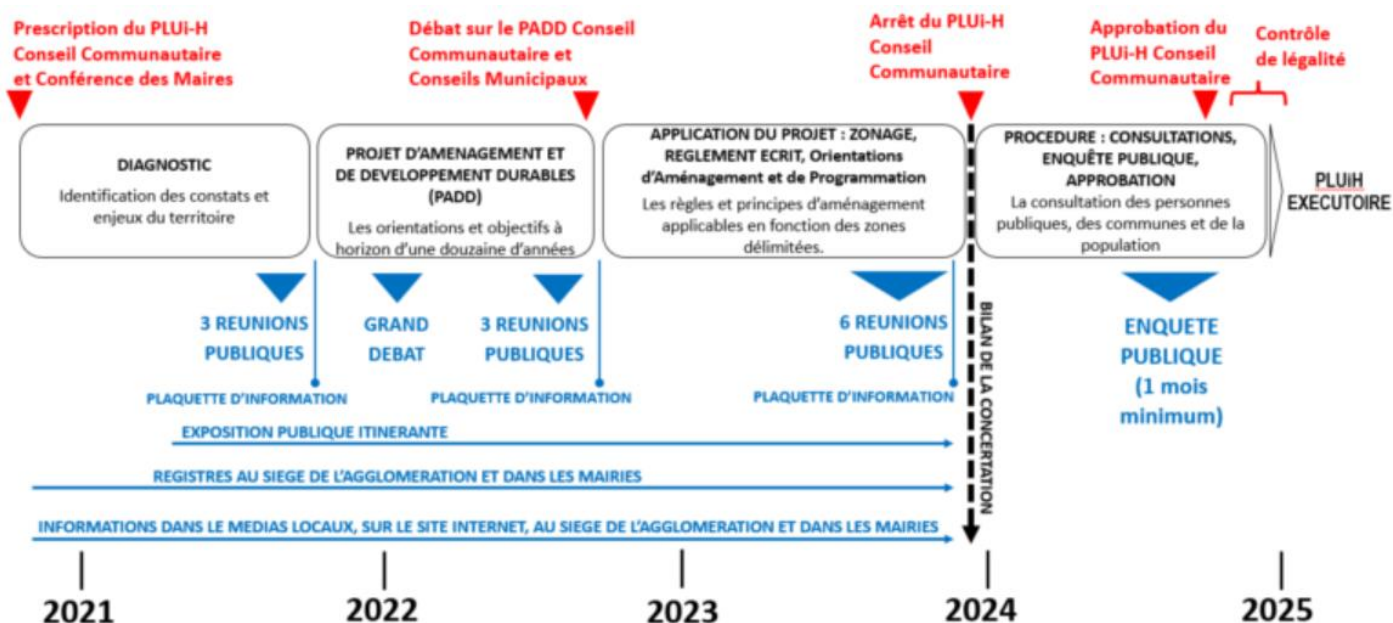 Prescription du PLUi-H
Conseil Communautaire
et Conférence des Maires
Débat sur le PADD Conseil
Communautaire et
Conseils Municipaux
Arrêt du PLUi-H
Conseil
Communautaire
Approbation du
PLUi-H Conseil
Communautaire
Contrôle
de légalité
DIAGNOSTIC
Identification des constats et
enjeux du territoire
PROJET D'AMENAGEMENT ET
DE DEVELOPPEMENT DURABLES
(PADD)
Les orientations et objectifs à
horizon d'une douzaine d'années
APPLICATION DU PROJET : ZONAGE,
REGLEMENT ECRIT, Orientations
d'Aménagement et de Programmation
Les règles et principes d'aménagement
applicables en fonction des zones
délimitées.
PROCEDURE : CONSULTATIONS,
ENQUÊTE PUBLIQUE,
APPROBATION
La consultation des personnes
publiques, des communes et de la
population
PLUiH
EXECUTOIRE
3 REUNIONS
PUBLIQUES
GRAND
DEBAT
3 REUNIONS
PUBLIQUES
6 REUNIONS
PUBLIQUES
ENQUETE
PUBLIQUE
(1 mois
minimum)
PLAQUETTE D'INFORMATION
PLAQUETTE D'INFORMATION
PLAQUETTE D'INFORMATION
BILAN DE LA CONCERTATION
EXPOSITION PUBLIQUE ITINERANTE
REGISTRES AU SIEGE DE L'AGGLOMERATION ET DANS LES MAIRIES
INFORMATIONS DANS LE MEDIAS LOCAUX, SUR LE SITE INTERNET, AU SIEGE DE L'AGGLOMERATION ET DANS LES MAIRIES
2021
2022
2023
2024
2025